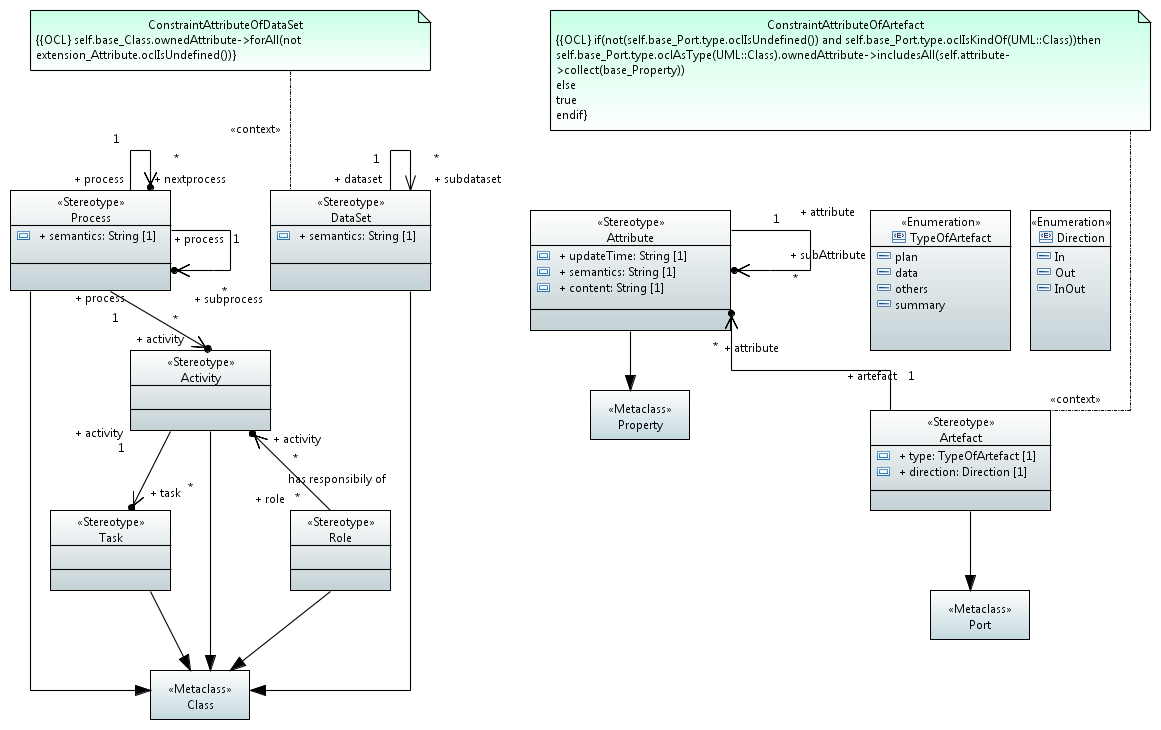 ConstraintAttributeOfDataSet
{{OCL} self.base_Class.ownedAttribute->forAll(not
extension_Attribute.oclIsUndefined())}
ConstraintAttributeOfArtefact
{{OCL} if(not(self.base_Port.type.oclIsUndefined()) and self.base_Port.type.oclIsKindOf(UML::Class))then
self.base_Port.type.oclAsType(UML::Class).ownedAttribute->includesAll(self.attribute-
>collect(base_Property))
else
true
endif}
«context»
1
*
+ process
+ nextprocess
1
*
+ dataset
+ subdataset
«Stereotype»
Process
+ semantics: String [1]
+ process
1
*
+ subprocess
«Stereotype»
DataSet
+ semantics: String [1]
+ process
1
*
+ activity
«Stereotype»
Activity
+ activity
1
+ task
*
+ activity
*
has responsibily of
+ role
*
«Stereotype»
Task
«Stereotype»
Role
«Metaclass»
Class
«Stereotype»
Attribute
+ updateTime: String [1]
+ semantics: String [1]
+ content: String [1]
+ attribute
1
+ subAttribute
*
«Enumeration»
TypeOfArtefact
plan
data
others
summary
«Enumeration»
Direction
In
Out
InOut
*
+ attribute
+ artefact
1
«context»
«Metaclass»
Property
«Stereotype»
Artefact
+ type: TypeOfArtefact [1]
+ direction: Direction [1]
«Metaclass»
Port